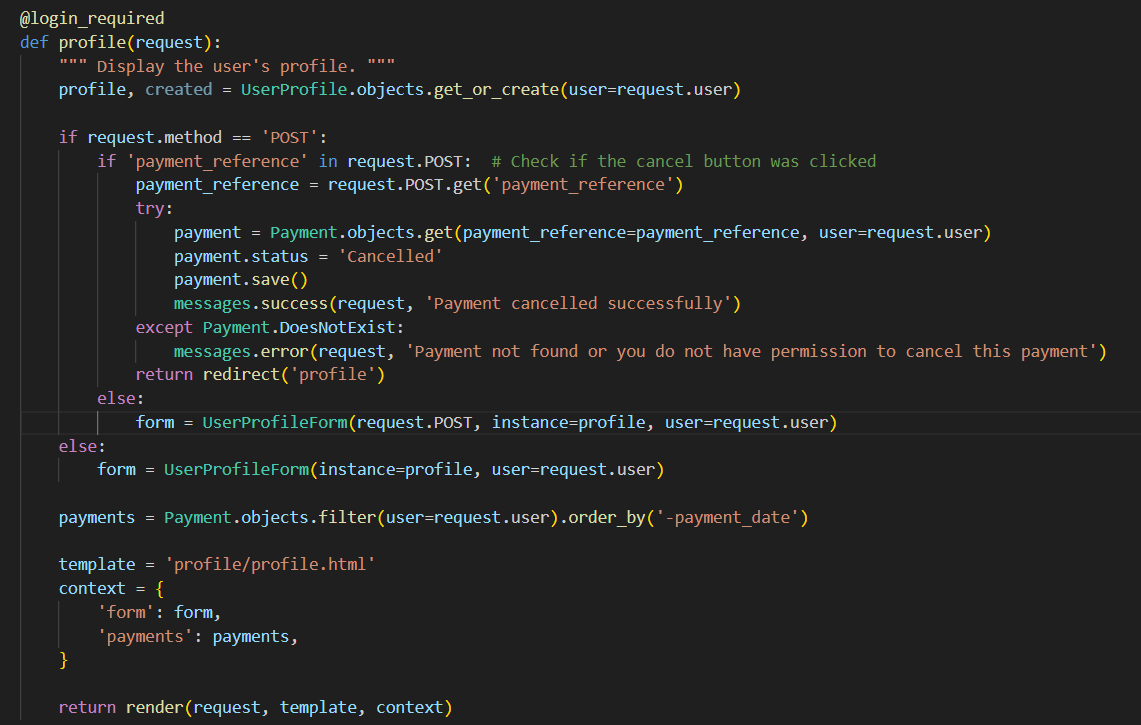 @login_required
def profile(request):
    """ Display the user's profile. """
    profile, created = UserProfile.objects.get_or_create(user=request.user)

    if request.method == 'POST':
        if 'payment_reference' in request.POST:  # Check if the cancel button was clicked
            payment_reference = request.POST.get('payment_reference')
            try:
                payment = Payment.objects.get(payment_reference=payment_reference, user=request.user)
                payment.status = 'Cancelled'
                payment.save()
                messages.success(request, 'Payment cancelled successfully')
            except Payment.DoesNotExist:
                messages.error(request, 'Payment not found or you do not have permission to cancel this payment')
            return redirect('profile')
        else:
            form = UserProfileForm(request.POST, instance=profile, user=request.user)
    else:
        form = UserProfileForm(instance=profile, user=request.user)

    payments = Payment.objects.filter(user=request.user).order_by('-payment_date')

    template = 'profile/profile.html'
    context = {
        'form': form,
        'payments': payments,
    }

    return render(request, template, context)